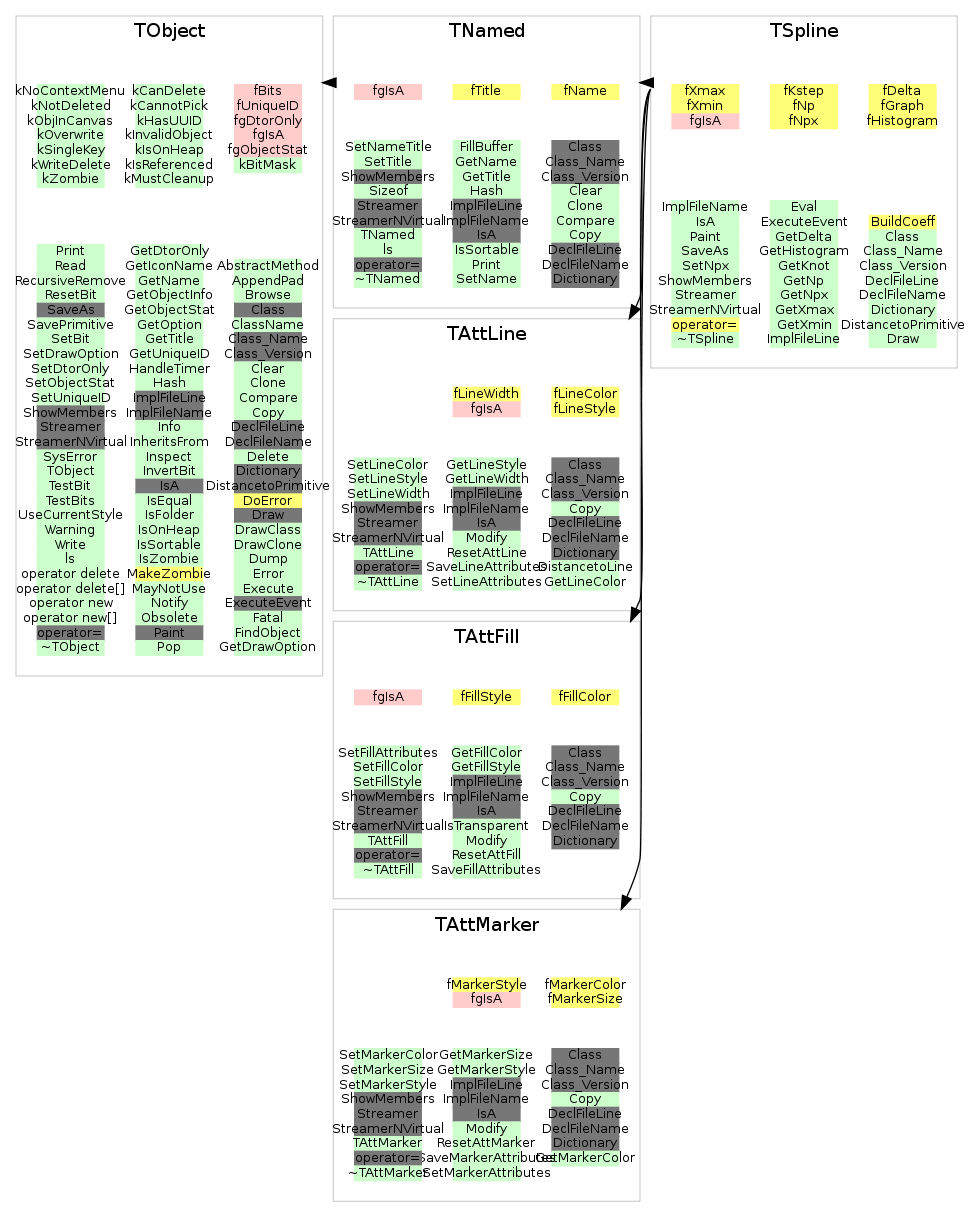 TObject
kNoContextMenu kCanDelete fBits
kNotDeleted kCannotPick fUniqueID
kObjInCanvas kHasUUID fgDtorOnly
kOverwrite kInvalidObject fgIsA
kSingleKey kIsOnHeap fgObjectStat
kWriteDelete kIsReferenced kBitMask
kZombie kMustCleanup
Print GetDtorOnly
Read GetIconName AbstractMethod
RecursiveRemove GetName AppendPad
ResetBit GetObjectInfo Browse
SaveAs GetObjectStat Class
SavePrimitive GetOption ClassName
SetBit GetTitle Class_Name
SetDrawOption GetUniqueID Class_Version
SetDtorOnly HandleTimer Clear
SetObjectStat Hash Clone
SetUniqueID ImplFileLine Compare
ShowMembers ImplFileName Copy
Streamer Info DeclFileLine
StreamerNVirtual InheritsFrom DeclFileName
SysError Inspect Delete
TObject InvertBit Dictionary
TestBit IsA DistancetoPrimitive
TestBits IsEqual DoError
UseCurrentStyle IsFolder Draw
Warning IsOnHeap DrawClass
Write IsSortable DrawClone
ls IsZombie Dump
operator delete MakeZombie Error
operator delete[] MayNotUse Execute
operator new Notify ExecuteEvent
operator new[] Obsolete Fatal
operator= Paint FindObject
~TObject Pop GetDrawOption
TNamed
fgIsA fTitle fName
SetNameTitle FillBuffer Class
SetTitle GetName Class_Name
ShowMembers GetTitle Class_Version
Sizeof Hash Clear
Streamer ImplFileLine Clone
StreamerNVirtual ImplFileName Compare
TNamed IsA Copy
ls IsSortable DeclFileLine
operator= Print DeclFileName
~TNamed SetName Dictionary
TSpline
fXmax fKstep fDelta
fXmin fNp fGraph
fgIsA fNpx fHistogram
ImplFileName Eval
IsA ExecuteEvent BuildCoeff
Paint GetDelta Class
SaveAs GetHistogram Class_Name
SetNpx GetKnot Class_Version
ShowMembers GetNp DeclFileLine
Streamer GetNpx DeclFileName
StreamerNVirtual GetXmax Dictionary
operator= GetXmin DistancetoPrimitive
~TSpline ImplFileLine Draw
TAttLine
fLineWidth fLineColor
fgIsA fLineStyle
SetLineColor GetLineStyle Class
SetLineStyle GetLineWidth Class_Name
SetLineWidth ImplFileLine Class_Version
ShowMembers ImplFileName Copy
Streamer IsA DeclFileLine
StreamerNVirtual Modify DeclFileName
TAttLine ResetAttLine Dictionary
operator= SaveLineAttributes DistancetoLine
~TAttLine SetLineAttributes GetLineColor
TAttFill
fgIsA fFillStyle fFillColor
SetFillAttributes GetFillColor Class
SetFillColor GetFillStyle Class_Name
SetFillStyle ImplFileLine Class_Version
ShowMembers ImplFileName Copy
Streamer IsA DeclFileLine
StreamerNVirtual IsTransparent DeclFileName
TAttFill Modify Dictionary
operator= ResetAttFill
~TAttFill SaveFillAttributes
TAttMarker
fMarkerStyle fMarkerColor
fgIsA fMarkerSize
SetMarkerColor GetMarkerSize Class
SetMarkerSize GetMarkerStyle Class_Name
SetMarkerStyle ImplFileLine Class_Version
ShowMembers ImplFileName Copy
Streamer IsA DeclFileLine
StreamerNVirtual Modify DeclFileName
TAttMarker ResetAttMarker Dictionary
operator= SaveMarkerAttributes GetMarkerColor
~TAttMarker SetMarkerAttributes